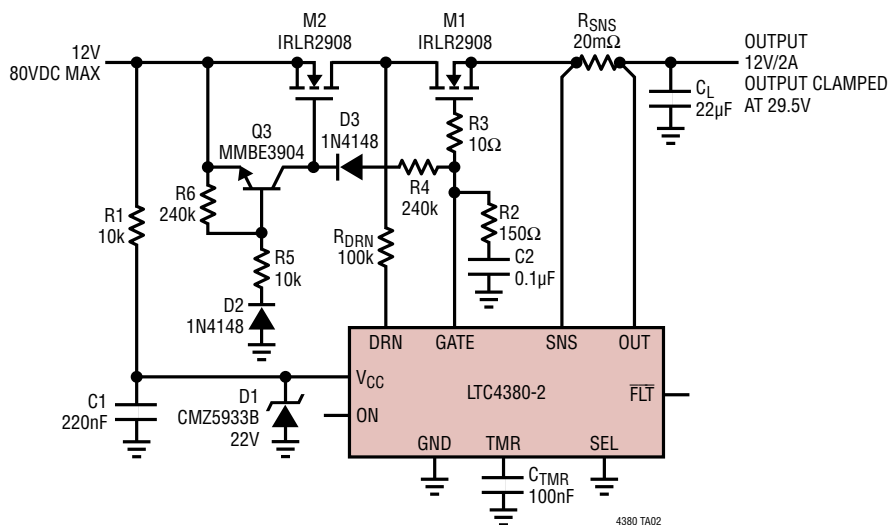 M2
IRLR2908
M1
IRLR2908
RSNS
20mΩ
12V
80VDC MAX
OUTPUT
12V/2A
OUTPUT CLAMPED
AT 29.5V
CL
22µF
Q3
MMBE3904
D3
1N4148
R3
10Ω
R4
240k
R6
240k
R1
10k
RDRN
100k
R2
150Ω
C2
0.1µF
R5
10k
D2
1N4148
DRN
GATE
SNS
OUT
VCC
LTC4380-2
FLT
ON
C1
220nF
D1
CMZ5933B
22V
GND
TMR
SEL
CTMR
100nF
4380 TA02